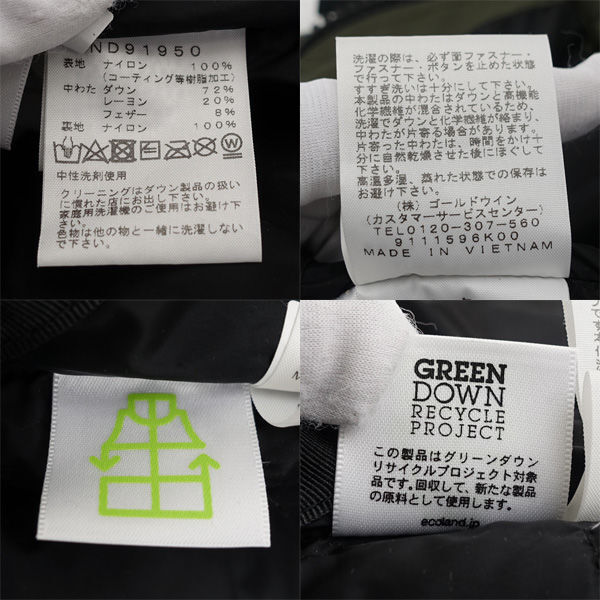 ND91950
表地 ナイロン 100%
(コーティング等樹脂加工)
中わた ダウン 72%
レーヨン 20%
フェザー 8%
裏地 ナイロン 100%
中性洗剤使用
クリーニングはダウン製品の扱い
に慣れた店にお出し下さい。
家庭用洗濯機のご使用はお避け
下さい。
色物は他の物と一緒に洗濯しない
で下さい。
洗濯の際は、必ず面ファスナー・
ファスナー・ボタンを止めた状態
で行って下さい。
すすぎ洗いは十分にして下さい。
本製品の中わたはダウンと高機能
化学繊維が混合されているため、
洗濯でダウンと化学繊維が絡まり、
中わたが片寄る場合があります。
片寄った中わたは、時間をかけて
十分に自然乾燥させた後にほぐして
下さい。
高温多湿、蒸れた状態での保存は
お避け下さい。
(株)ゴールドウイン
(カスタマーサービスセンター)
TEL0120-307-560
9111596K00
MADE IN VIETNAM
GREEN
DOWN
RECYCLE
PROJECT
この製品はグリーンダウン
リサイクルプロジェクト対象
品です。回収して、新たな製品
の原料として使用します。
ecoland.jp